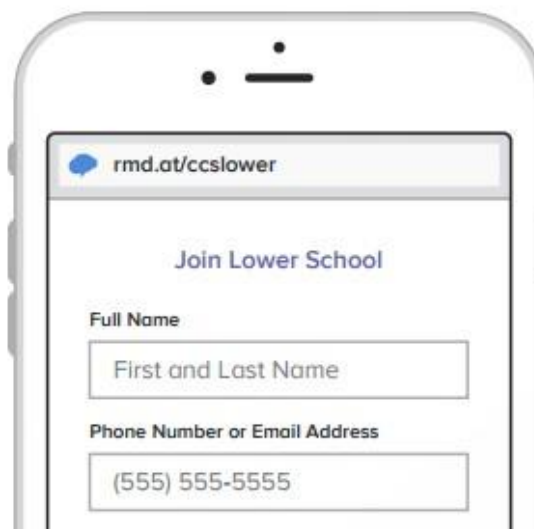 rmd.at/ccslower
Join Lower School
Full Name
First and Last Name
Phone Number or Email Address
(555) 555-5555